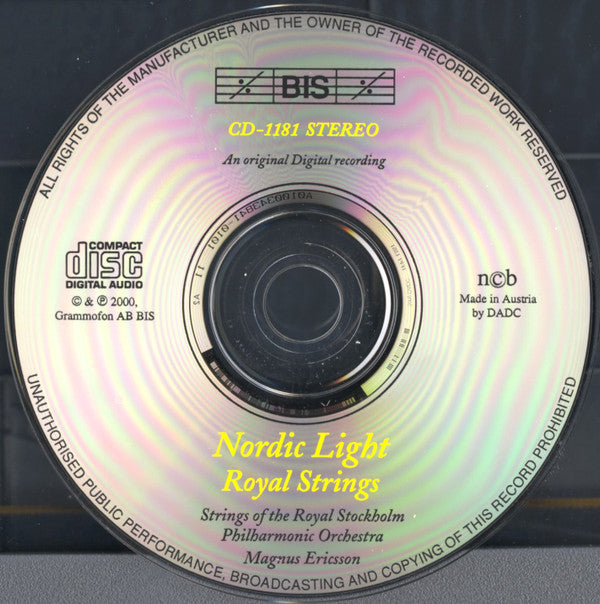 ALL RIGHTS OF THE MANUFACTURER AND THE OWNER OF THE RECORDED WORK RESERVED
BIS
CD-1181 STEREO
An original Digital recording
COMPACT
disc
DIGITAL AUDIO
© & ℗ 2000,
Grammofon AB BIS
n©b
Made in Austria
by DADC
Nordic Light
Royal Strings
Strings of the Royal Stockholm
Philharmonic Orchestra
Magnus Ericsson
UNAUTHORISED PUBLIC PERFORMANCE, BROADCASTING AND COPYING OF THIS RECORD PROHIBITED